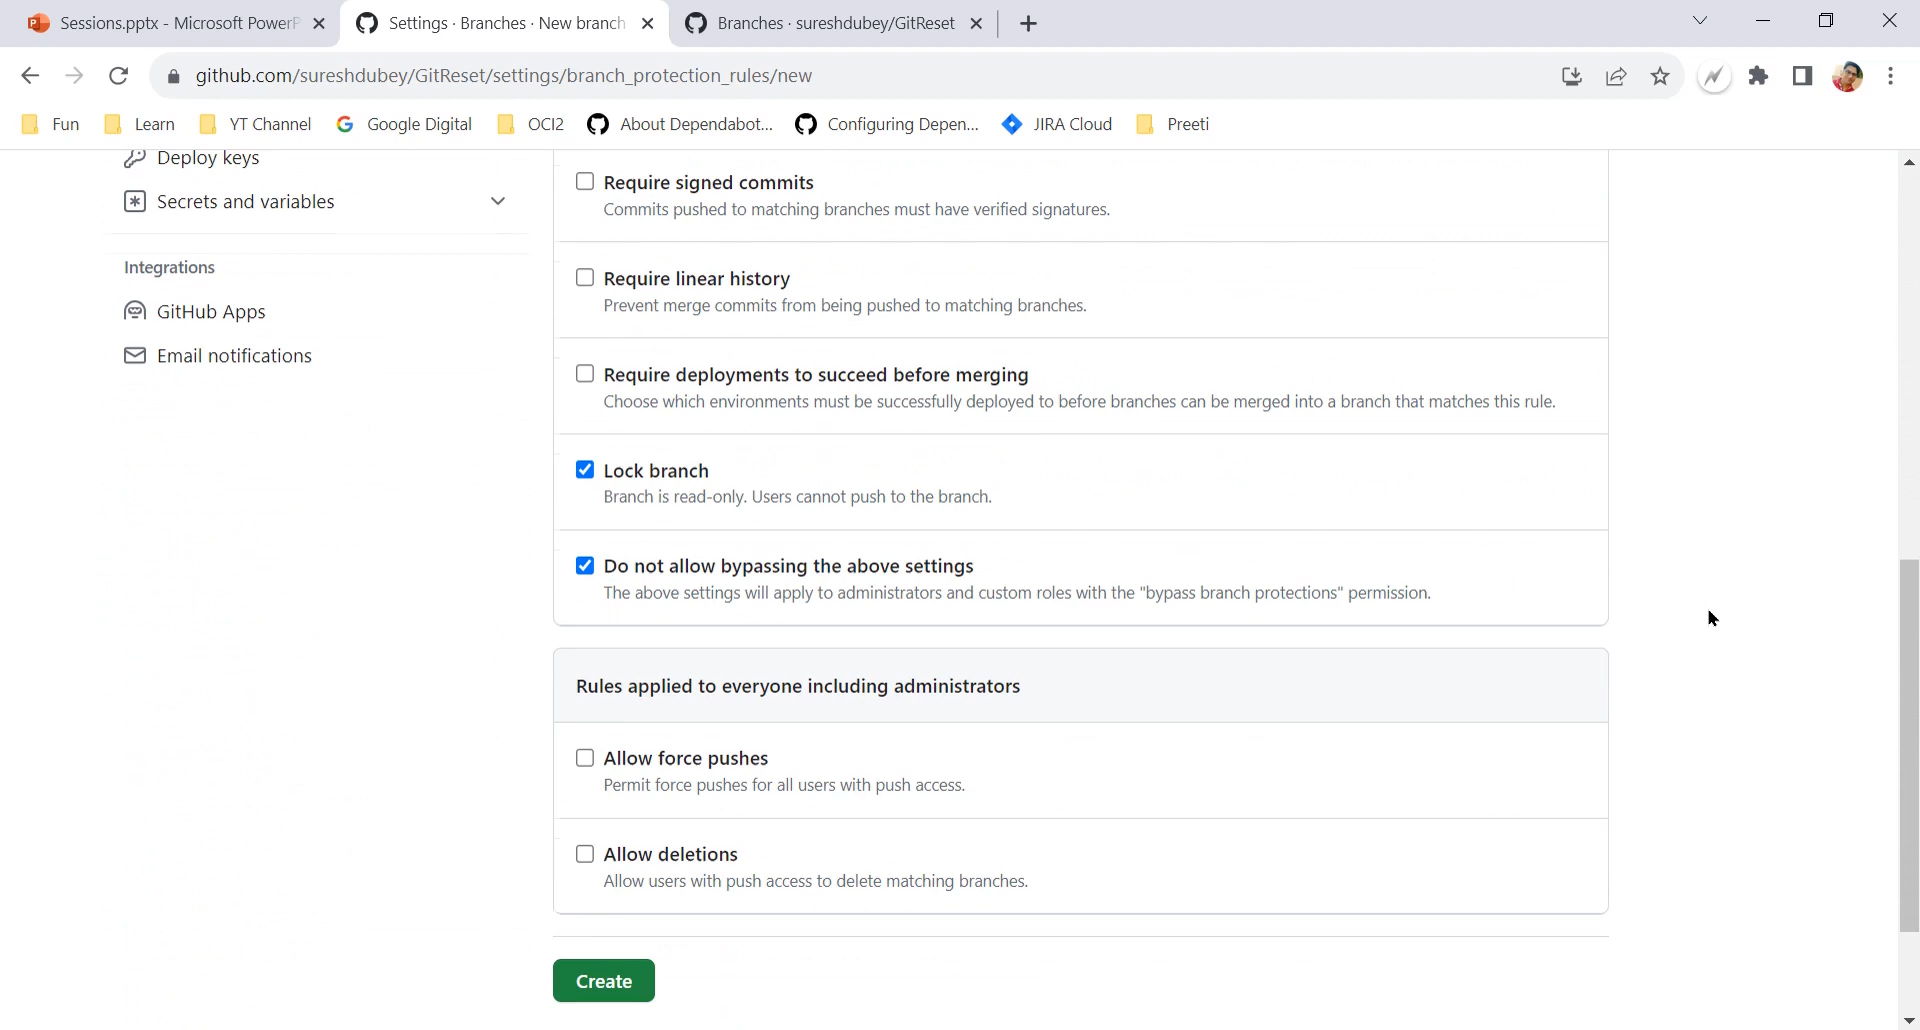 Sessions.pptx - Microsoft PowerP
Settings · Branches · New branch
Branches · sureshdubey/GitReset
github.com/sureshdubey/GitReset/settings/branch_protection_rules/new
Fun
Learn
YT Channel
Google Digital
OCI2
About Dependabot...
Configuring Depen...
JIRA Cloud
Preeti
Deploy keys
Secrets and variables
Integrations
GitHub Apps
Email notifications
Require signed commits
Commits pushed to matching branches must have verified signatures.
Require linear history
Prevent merge commits from being pushed to matching branches.
Require deployments to succeed before merging
Choose which environments must be successfully deployed to before branches can be merged into a branch that matches this rule.
Lock branch
Branch is read-only. Users cannot push to the branch.
Do not allow bypassing the above settings
The above settings will apply to administrators and custom roles with the "bypass branch protections" permission.
Rules applied to everyone including administrators
Allow force pushes
Permit force pushes for all users with push access.
Allow deletions
Allow users with push access to delete matching branches.
Create